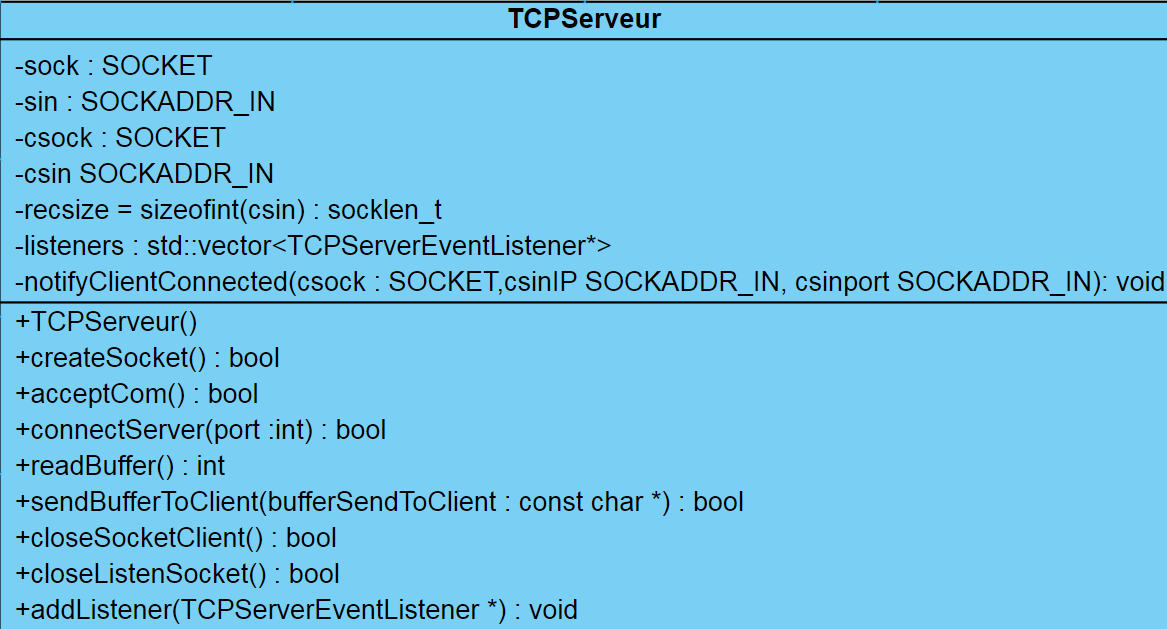 TCPServeur
-sock : SOCKET
-sin : SOCKADDR_IN
-csock : SOCKET
-csin SOCKADDR_IN
-recsize = sizeofint(csin) : socklen_t
-listeners : std::vector<TCPServerEventListener*>
-notifyClientConnected(csock : SOCKET,csinIP SOCKADDR_IN, csinport SOCKADDR_IN): void
+TCPServeur()
+createSocket() : bool
+acceptCom() : bool
+connectServer(port :int) : bool
+readBuffer() : int
+sendBufferToClient(bufferSendToClient : const char *) : bool
+closeSocketClient() : bool
+closeListenSocket() : bool
+addListener(TCPServerEventListener *) : void